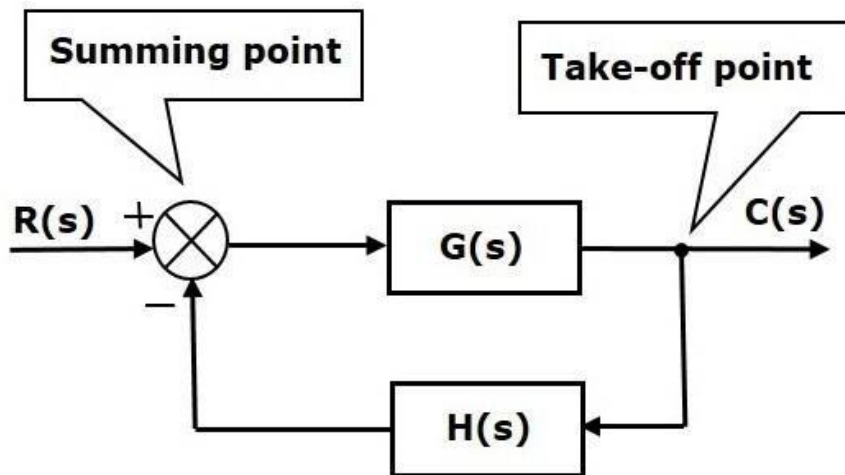 Summing point
Take-off point
R(s)
+
G(s)
C(s)
−
H(s)